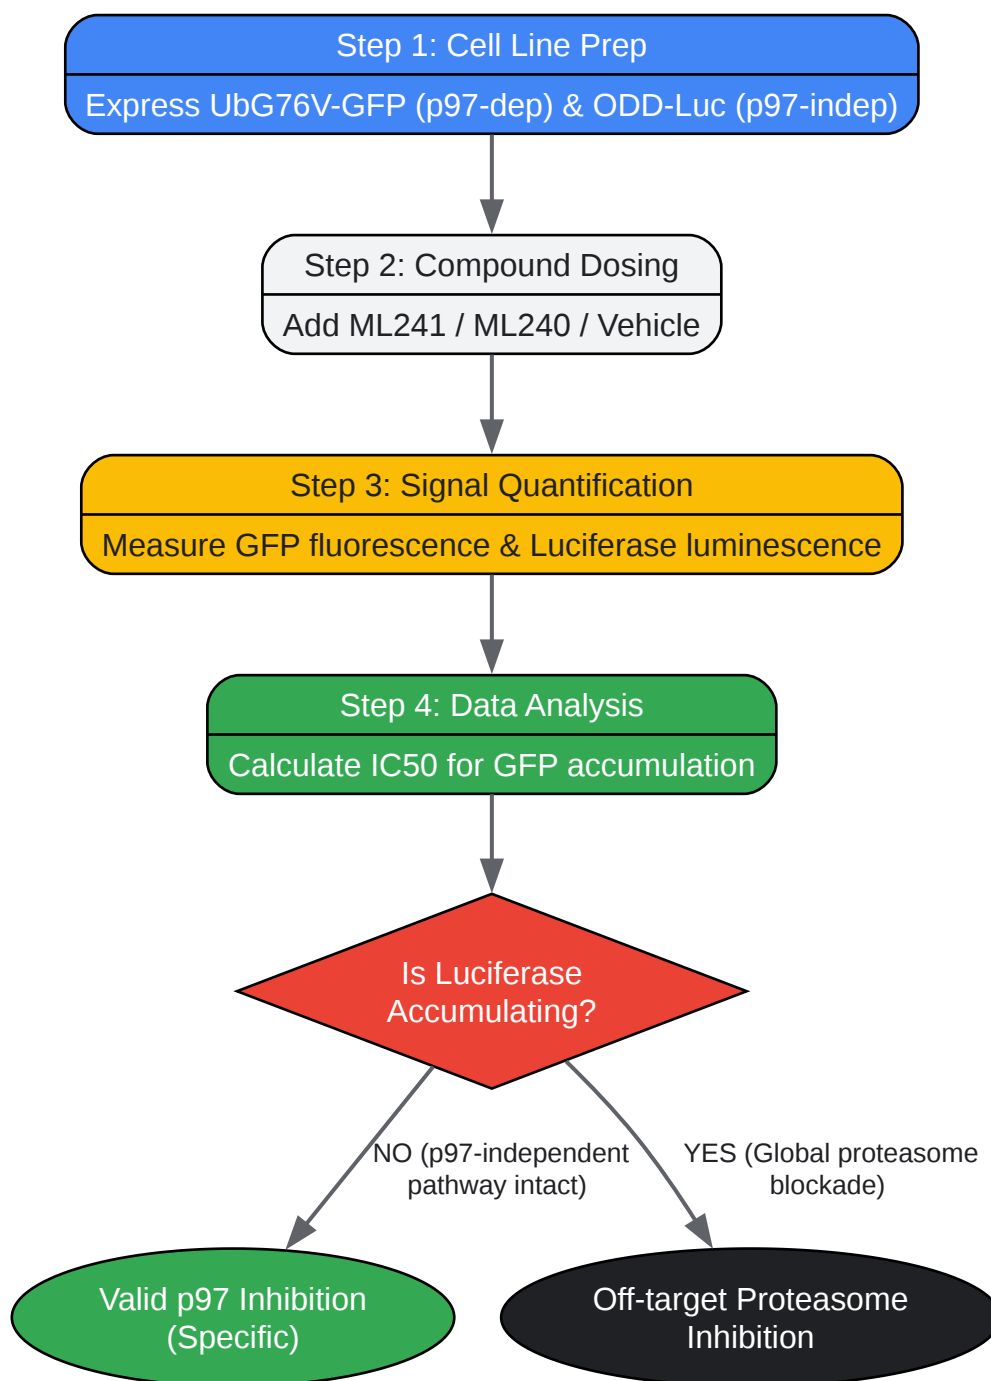 Step 1: Cell Line Prep
Express UbG76V-GFP (p97-dep) & ODD-Luc (p97-indep)
Step 2: Compound Dosing
Add ML241 / ML240 / Vehicle
Step 3: Signal Quantification
Measure GFP fluorescence & Luciferase luminescence
Step 4: Data Analysis
Calculate IC50 for GFP accumulation
Is Luciferase
Accumulating?
NO (p97-independent
pathway intact)
YES (Global proteasome
blockade)
Valid p97 Inhibition
(Specific)
Off-target Proteasome
Inhibition